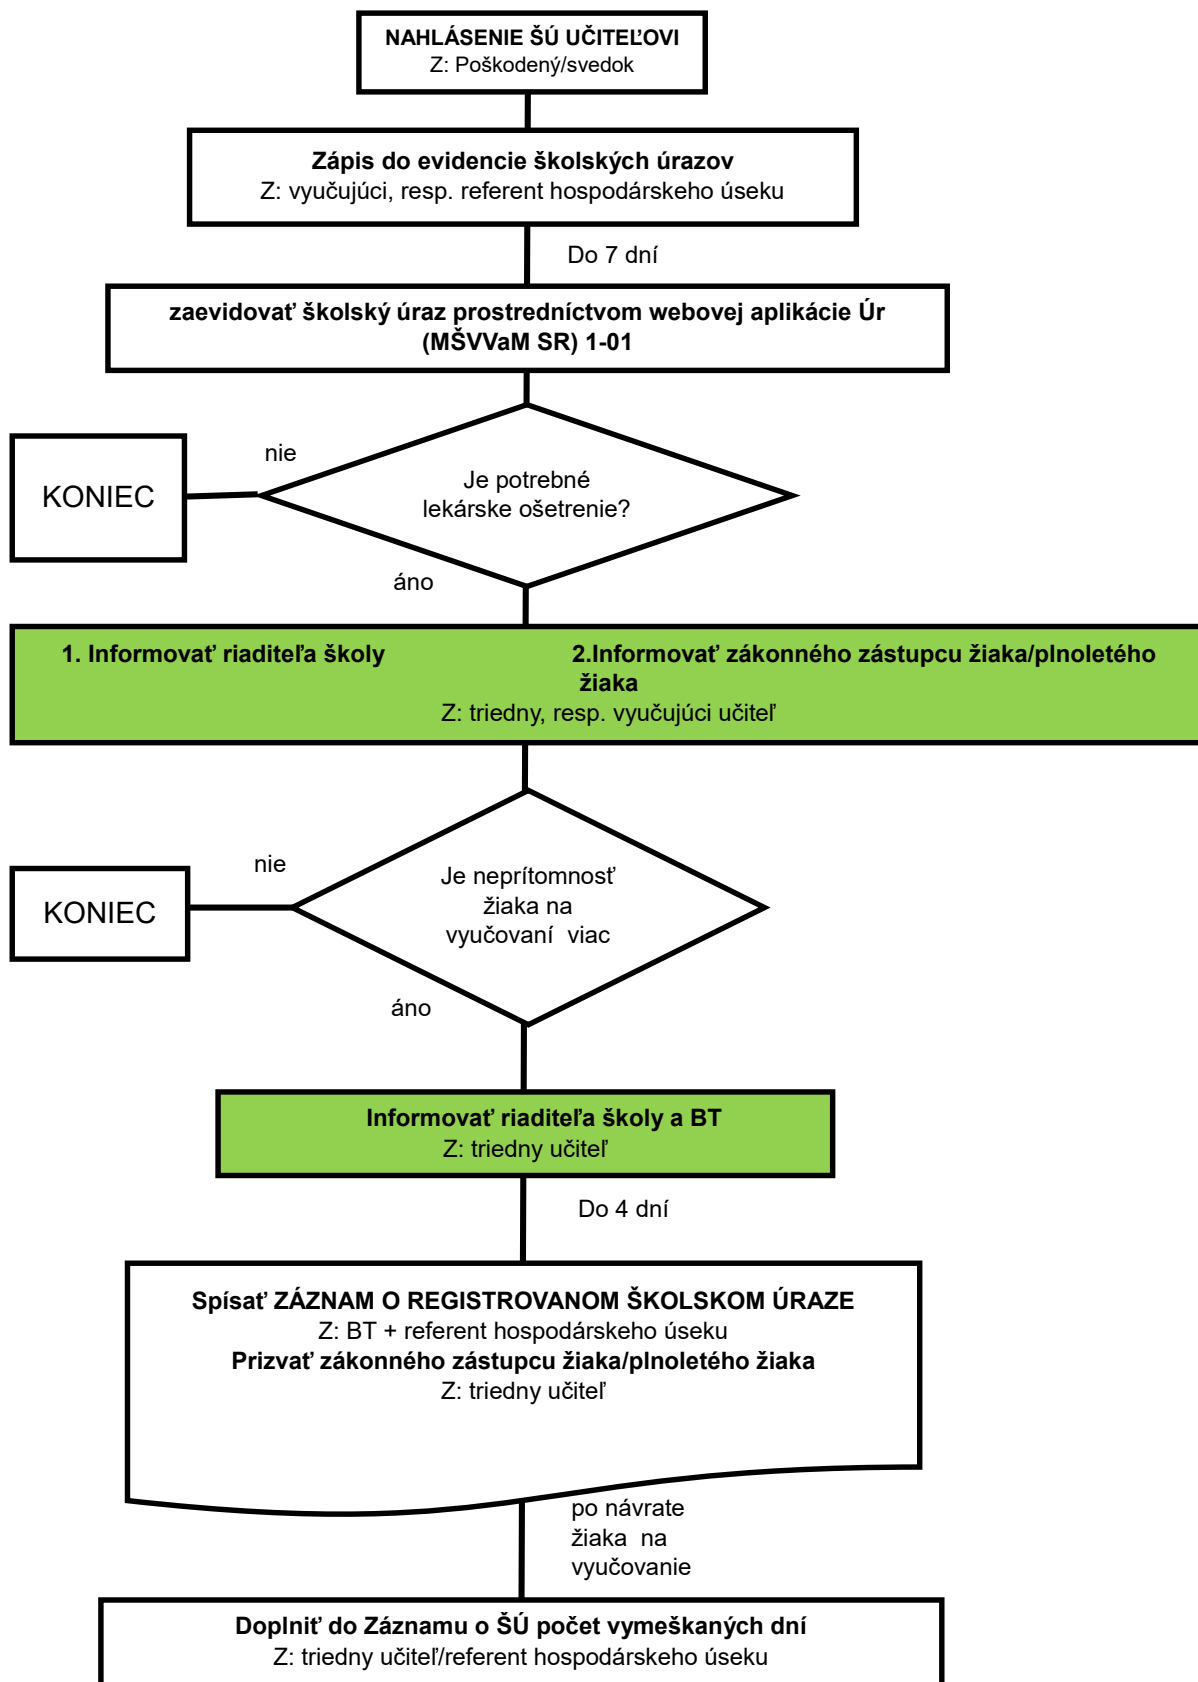 NAHLÁSENIE ŠÚ UČITEĽOVI
Z: Poškodený/svedok
Zápis do evidencie školských úrazov
Z: vyučujúci, resp. referent hospodárskeho úseku
Do 7 dní
zaevidovať školský úraz prostredníctvom webovej aplikácie Úr
(MŠVVaM SR) 1-01
nie
KONIEC
Je potrebné
lekárske ošetrenie?
áno
1. Informovať riaditeľa školy
2.Informovať zákonného zástupcu žiaka/plnoletého
žiaka
Z: triedny, resp. vyučujúci učiteľ
nie
KONIEC
Je neprítomnosť
žiaka na
vyučovaní  viac
áno
Informovať riaditeľa školy a BT
Z: triedny učiteľ
Do 4 dní
Spísať ZÁZNAM O REGISTROVANOM ŠKOLSKOM ÚRAZE
Z: BT + referent hospodárskeho úseku
Prizvať zákonného zástupcu žiaka/plnoletého žiaka
Z: triedny učiteľ
po návrate
žiaka  na
vyučovanie
Doplniť do Záznamu o ŠÚ počet vymeškaných dní
Z: triedny učiteľ/referent hospodárskeho úseku